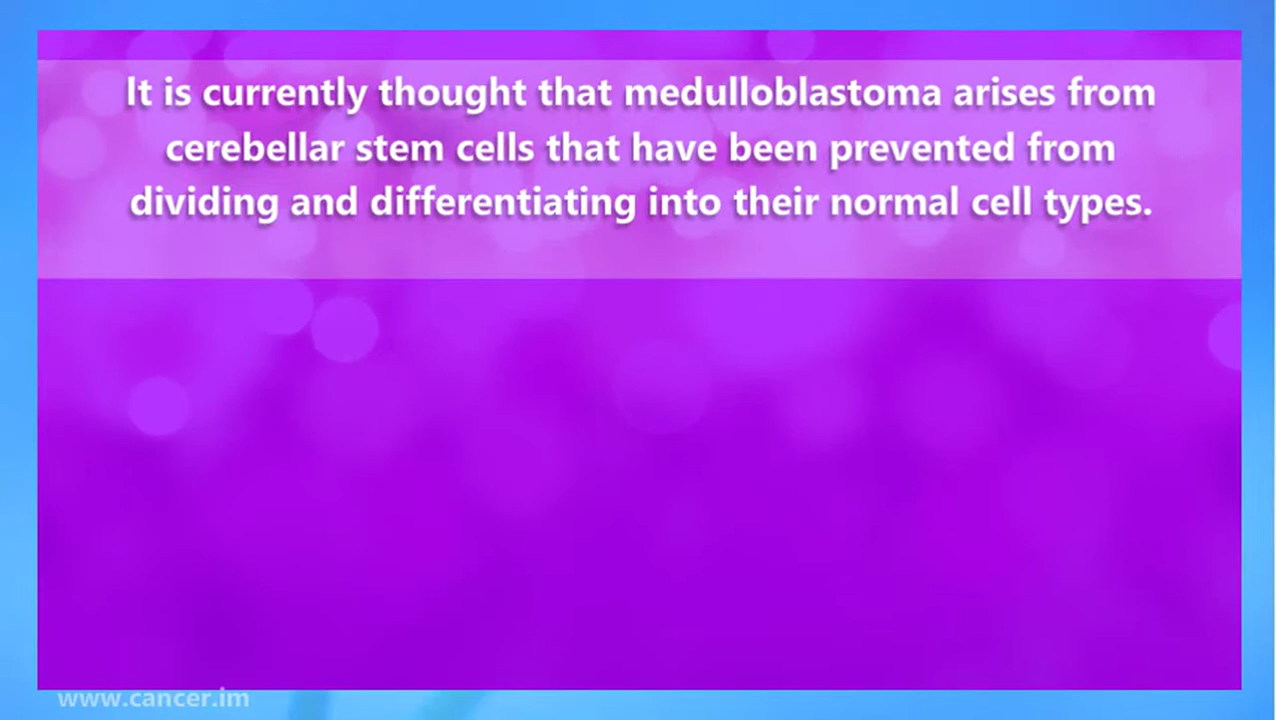 It is currently thought that medulloblastoma arises from
cerebellar stem cells that have been prevented from
dividing and differentiating into their normal cell types.
www.cancer.im